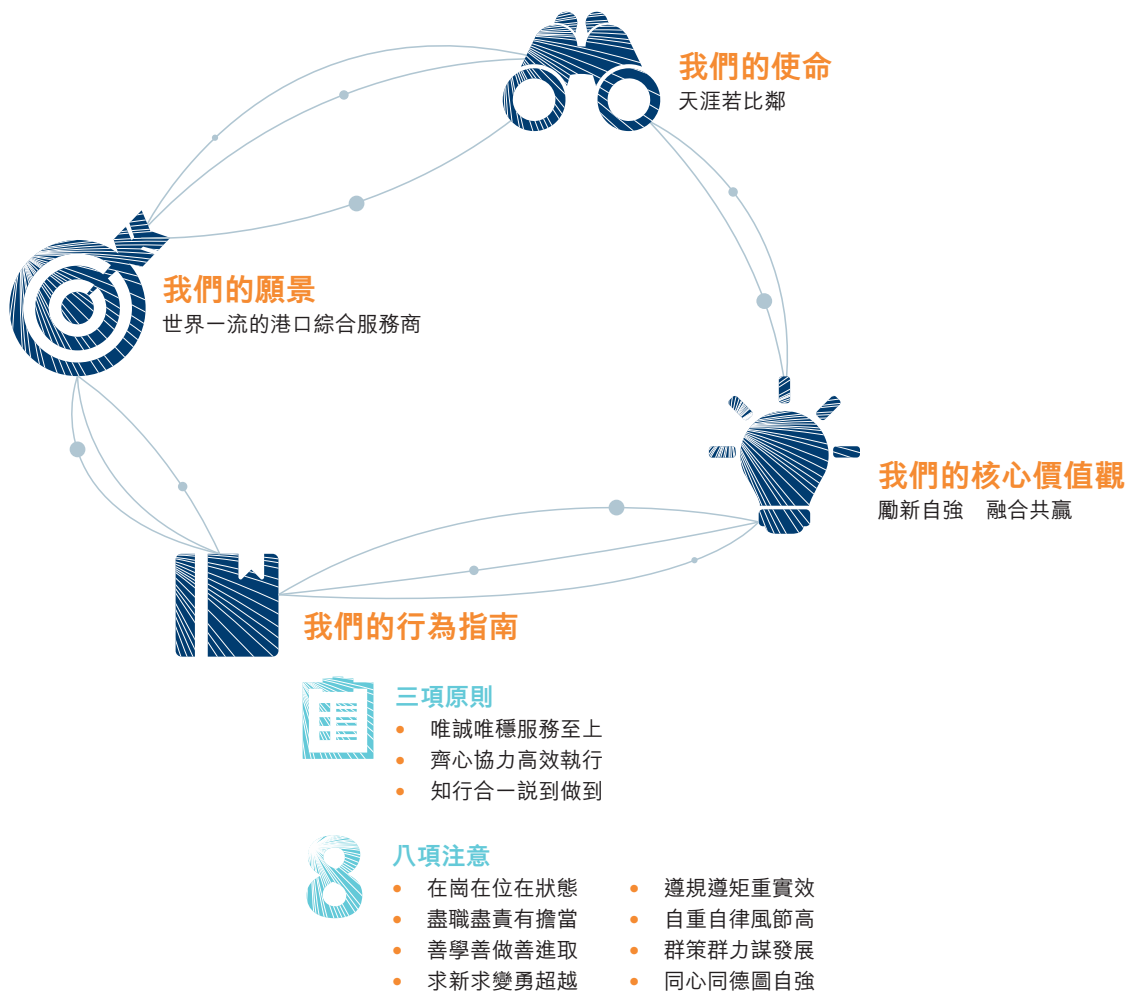 我們的使命
天涯若比鄰
我們的願景
世界一流的港口綜合服務商
我們的核心價值觀
勵新自強　融合共贏
我們的行為指南
三項原則
• 唯誠唯穩服務至上
• 齊心協力高效執行
• 知行合一説到做到
8
八項注意
• 在崗在位在狀態
• 盡職盡責有擔當
• 善學善做善進取
• 求新求變勇超越
• 遵規遵矩重實效
• 自重自律風節高
• 群策群力謀發展
• 同心同德圖自強